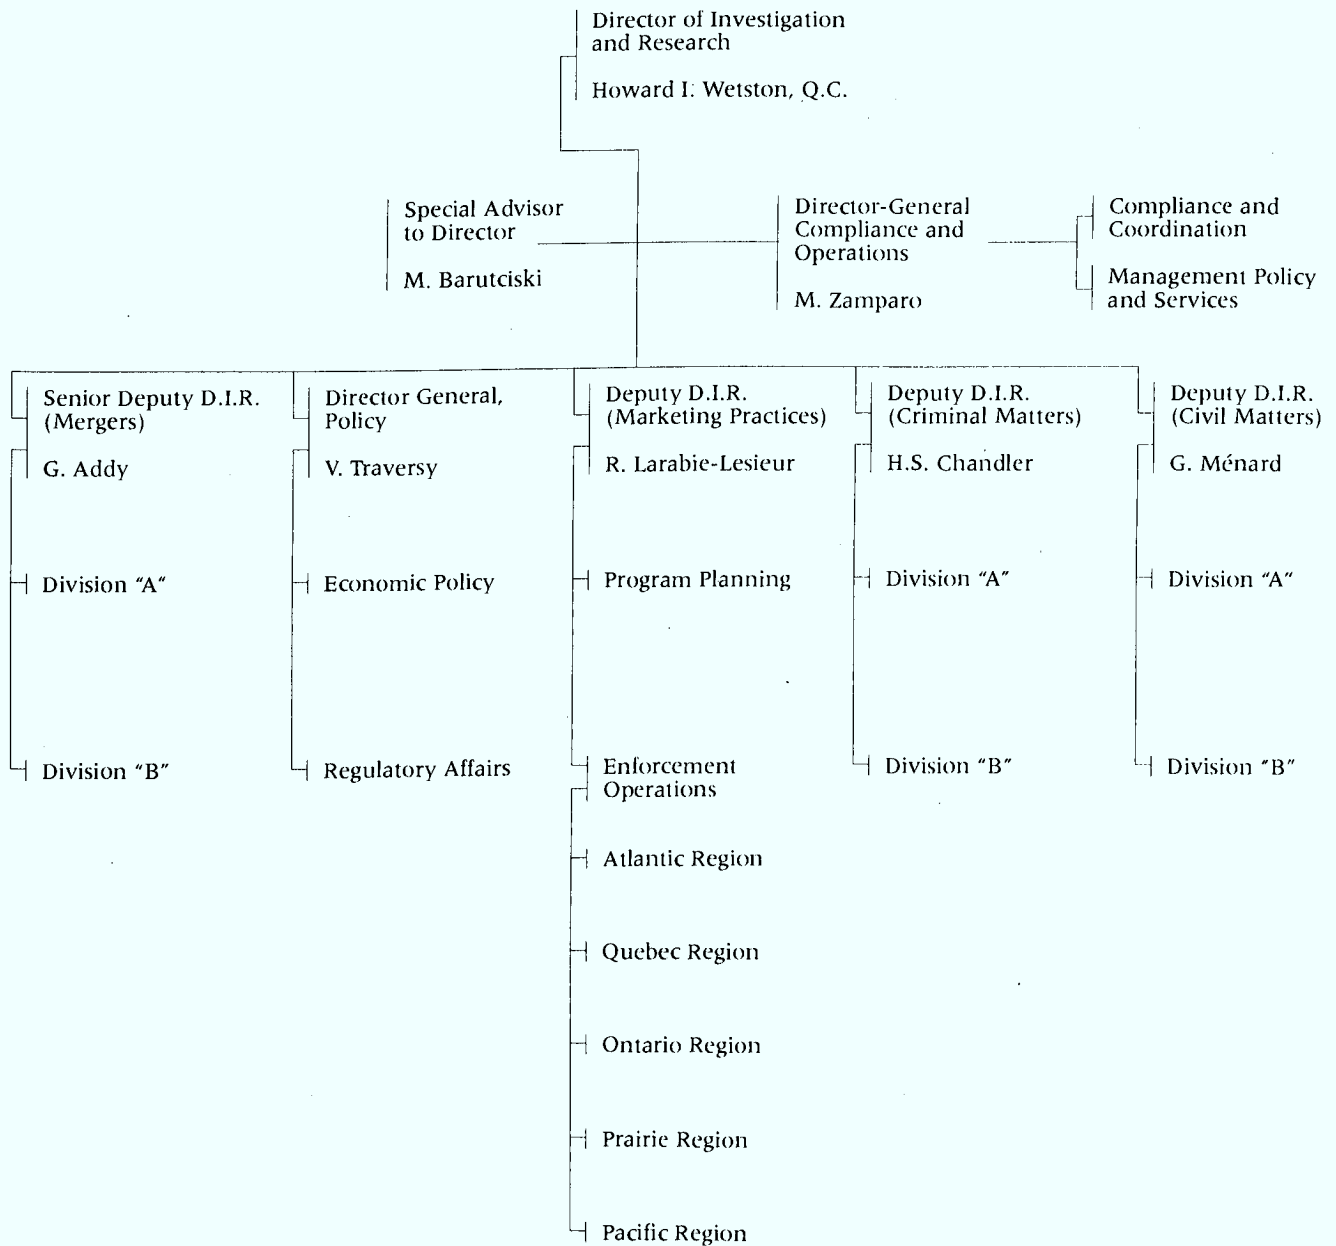 Director of Investigation
and Research
Howard I. Wetston, Q.C.
Special Advisor
to Director
M. Barutciski
Director-General
Compliance and
Operations
M. Zamparo
Compliance and
Coordination
Management Policy
and Services
Senior Deputy D.I.R.
(Mergers)
G. Addy
Division "A"
Division "B"
Director General,
Policy
V. Traversy
Economic Policy
Regulatory Affairs
Deputy D.I.R.
(Marketing Practices)
R. Larabie-Lesieur
Program Planning
Enforcement
Operations
Atlantic Region
Quebec Region
Ontario Region
Prairie Region
Pacific Region
Deputy D.I.R.
(Criminal Matters)
H.S. Chandler
Division "A"
Division "B"
Deputy D.I.R.
(Civil Matters)
G. Ménard
Division "A"
Division "B"